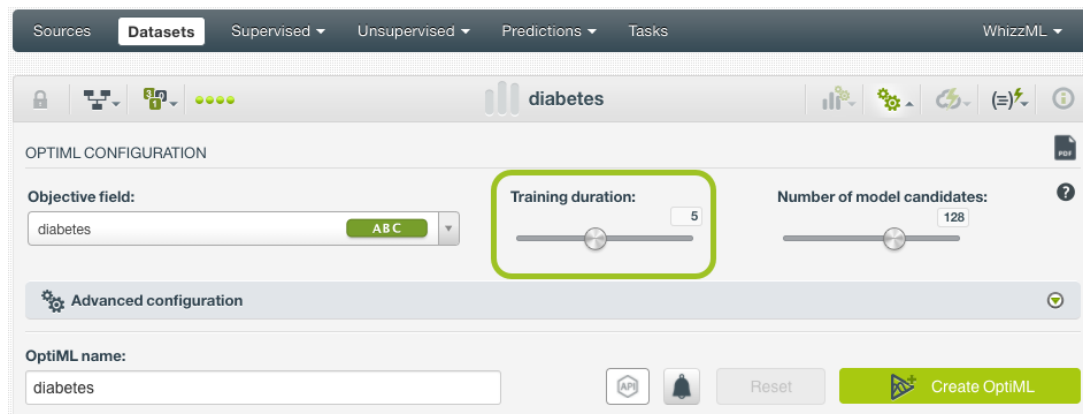 Sources Datasets Supervised Unsupervised Predictions Tasks WhizzML
diabetes
OPTIML CONFIGURATION
PDF
Objective field:
Training duration:
Number of model candidates:
diabetes ABC
5
128
Advanced configuration
OptiML name:
diabetes
API
Reset
Create OptiML